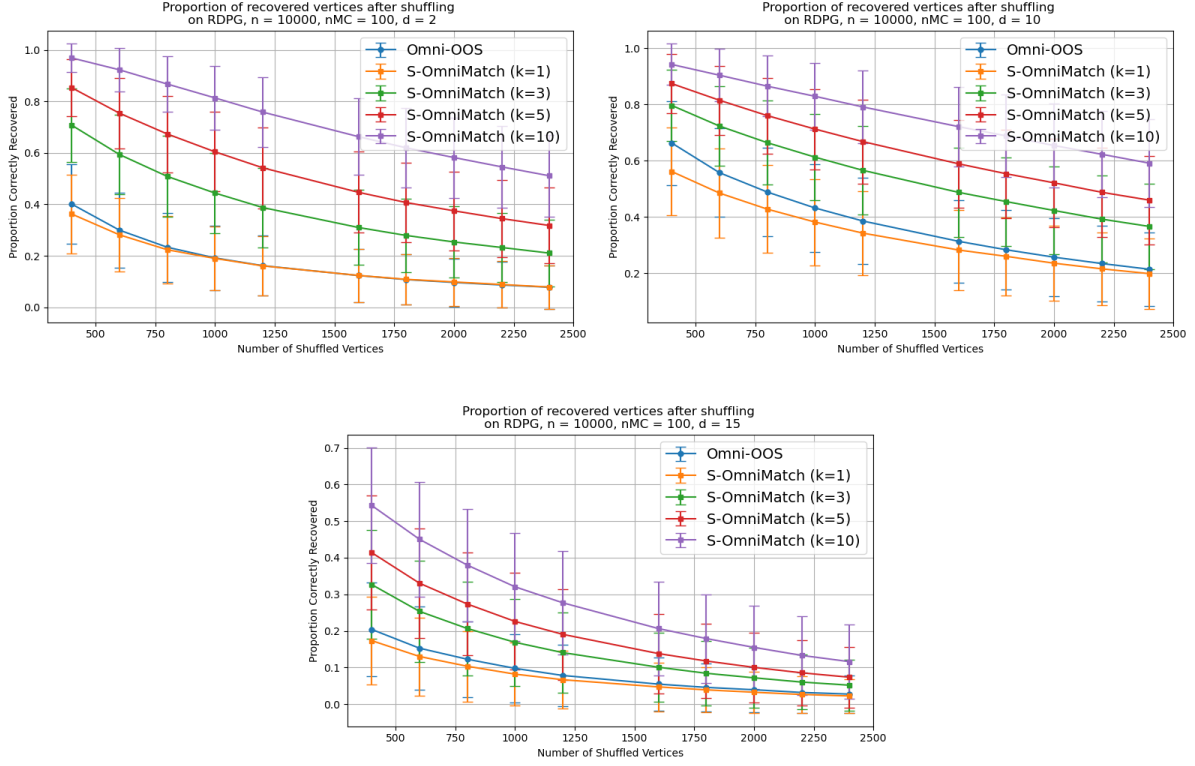 Proportion of recovered vertices after shuffling
on RDPG, n = 10000, nMC = 100, d = 2
Proportion Correctly Recovered
1.0
0.8
0.6
0.4
0.2
0.0
Omni-OOS
S-OmniMatch (k=1)
S-OmniMatch (k=3)
S-OmniMatch (k=5)
S-OmniMatch (k=10)
500
750
1000
1250
1500
1750
2000
2250
2500
Number of Shuffled Vertices
Proportion of recovered vertices after shuffling
on RDPG, n = 10000, nMC = 100, d = 10
Proportion Correctly Recovered
1.0
0.8
0.6
0.4
0.2
Omni-OOS
S-OmniMatch (k=1)
S-OmniMatch (k=3)
S-OmniMatch (k=5)
S-OmniMatch (k=10)
500
750
1000
1250
1500
1750
2000
2250
2500
Number of Shuffled Vertices
Proportion of recovered vertices after shuffling
on RDPG, n = 10000, nMC = 100, d = 15
Proportion Correctly Recovered
0.7
0.6
0.5
0.4
0.3
0.2
0.1
0.0
Omni-OOS
S-OmniMatch (k=1)
S-OmniMatch (k=3)
S-OmniMatch (k=5)
S-OmniMatch (k=10)
500
750
1000
1250
1500
1750
2000
2250
2500
Number of Shuffled Vertices